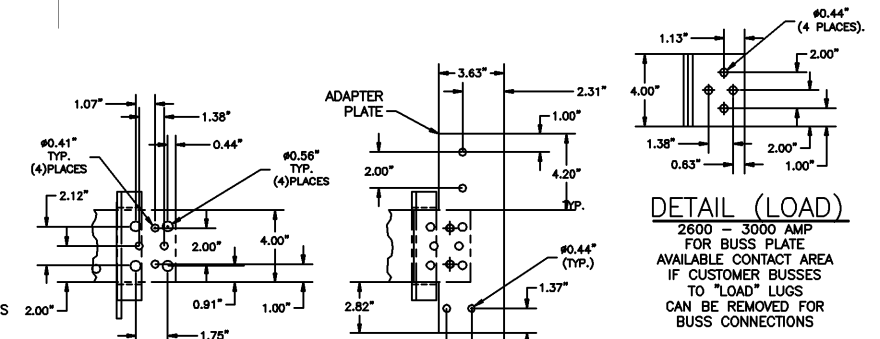 1.07"
1.38"
0.44"
ø0.41"
TYP.
(4)PLACES
ø0.56"
TYP.
(4)PLACES
2.12"
2.00"
4.00"
S
2.00"
0.91"
1.00"
1.75"
3.63"
2.31"
ADAPTER
PLATE
1.00"
2.00"
4.20"
TYP.
ø0.44"
(TYP.)
1.37"
2.82"
ø0.44"
(4 PLACES).
1.13"
2.00"
4.00"
1.38"
2.00"
0.63"
1.00"
DETAIL (LOAD)
2600 - 3000 AMP
FOR BUSS PLATE
AVAILABLE CONTACT AREA
IF CUSTOMER BUSSES
TO "LOAD" LUGS
CAN BE REMOVED FOR
BUSS CONNECTIONS